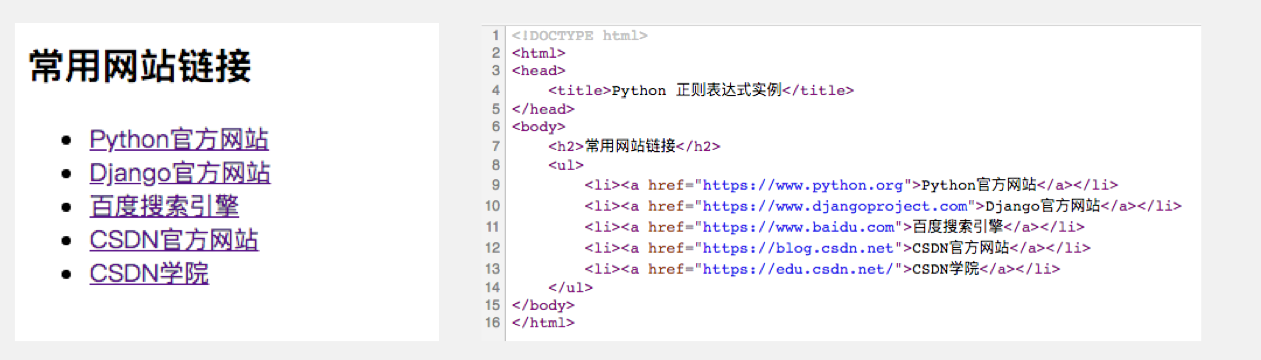 常用网站链接
Python官方网站
Django官方网站
百度搜索引擎
CSDN官方网站
CSDN学院
1 <!DOCTYPE html>
2 <html>
3 <head>
4 <title>Python 正则表达式实例</title>
5 </head>
6 <body>
7 <h2>常用网站链接</h2>
8 <ul>
9 <li><a href="https://www.python.org">Python官方网站</a></li>
10 <li><a href="https://www.djangoproject.com">Django官方网站</a></li>
11 <li><a href="https://www.baidu.com">百度搜索引擎</a></li>
12 <li><a href="https://blog.csdn.net">CSDN官方网站</a></li>
13 <li><a href="https://edu.csdn.net/">CSDN学院</a></li>
14 </ul>
15 </body>
16 </html>